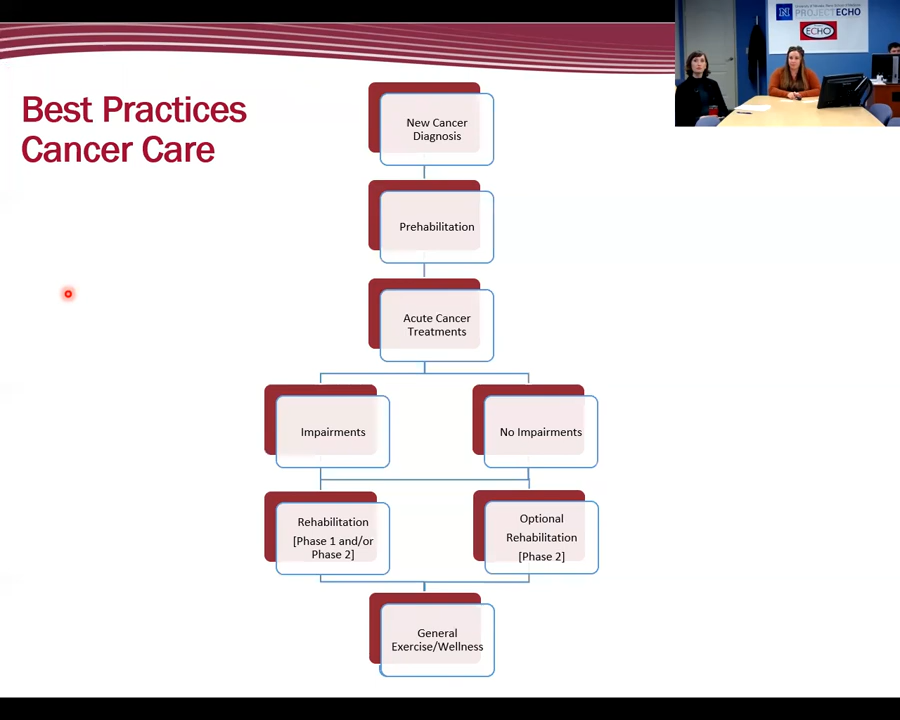 Best Practices
Cancer Care
PROJECT ECHO
ECHO
New Cancer
Diagnosis
Prehabilitation
Acute Cancer
Treatments
Impairments
No Impairments
Rehabilitation
[Phase 1 and/or
Phase 2]
Optional
Rehabilitation
[Phase 2]
General
Exercise/Wellness